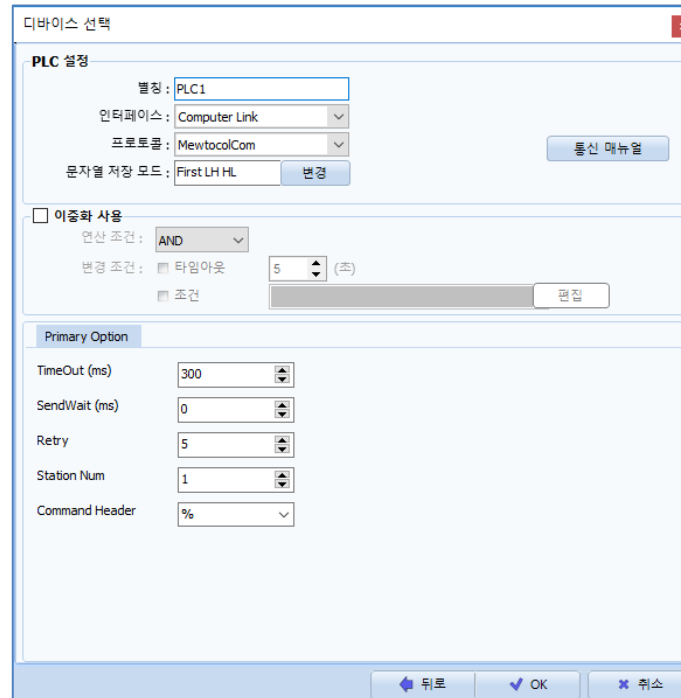 디바이스 선택
PLC 설정
별칭 : PLC1
인터페이스 : Computer Link
프로토콜 : MewtocolCom
통신 매뉴얼
문자열 저장 모드 : First LH HL 변경
이중화 사용
연산 조건 : AND
변경 조건 : 타임아웃 5 (초)
조건 편집
Primary Option
TimeOut (ms) 300
SendWait (ms) 0
Retry 5
Station Num 1
Command Header %
뒤로 OK 취소